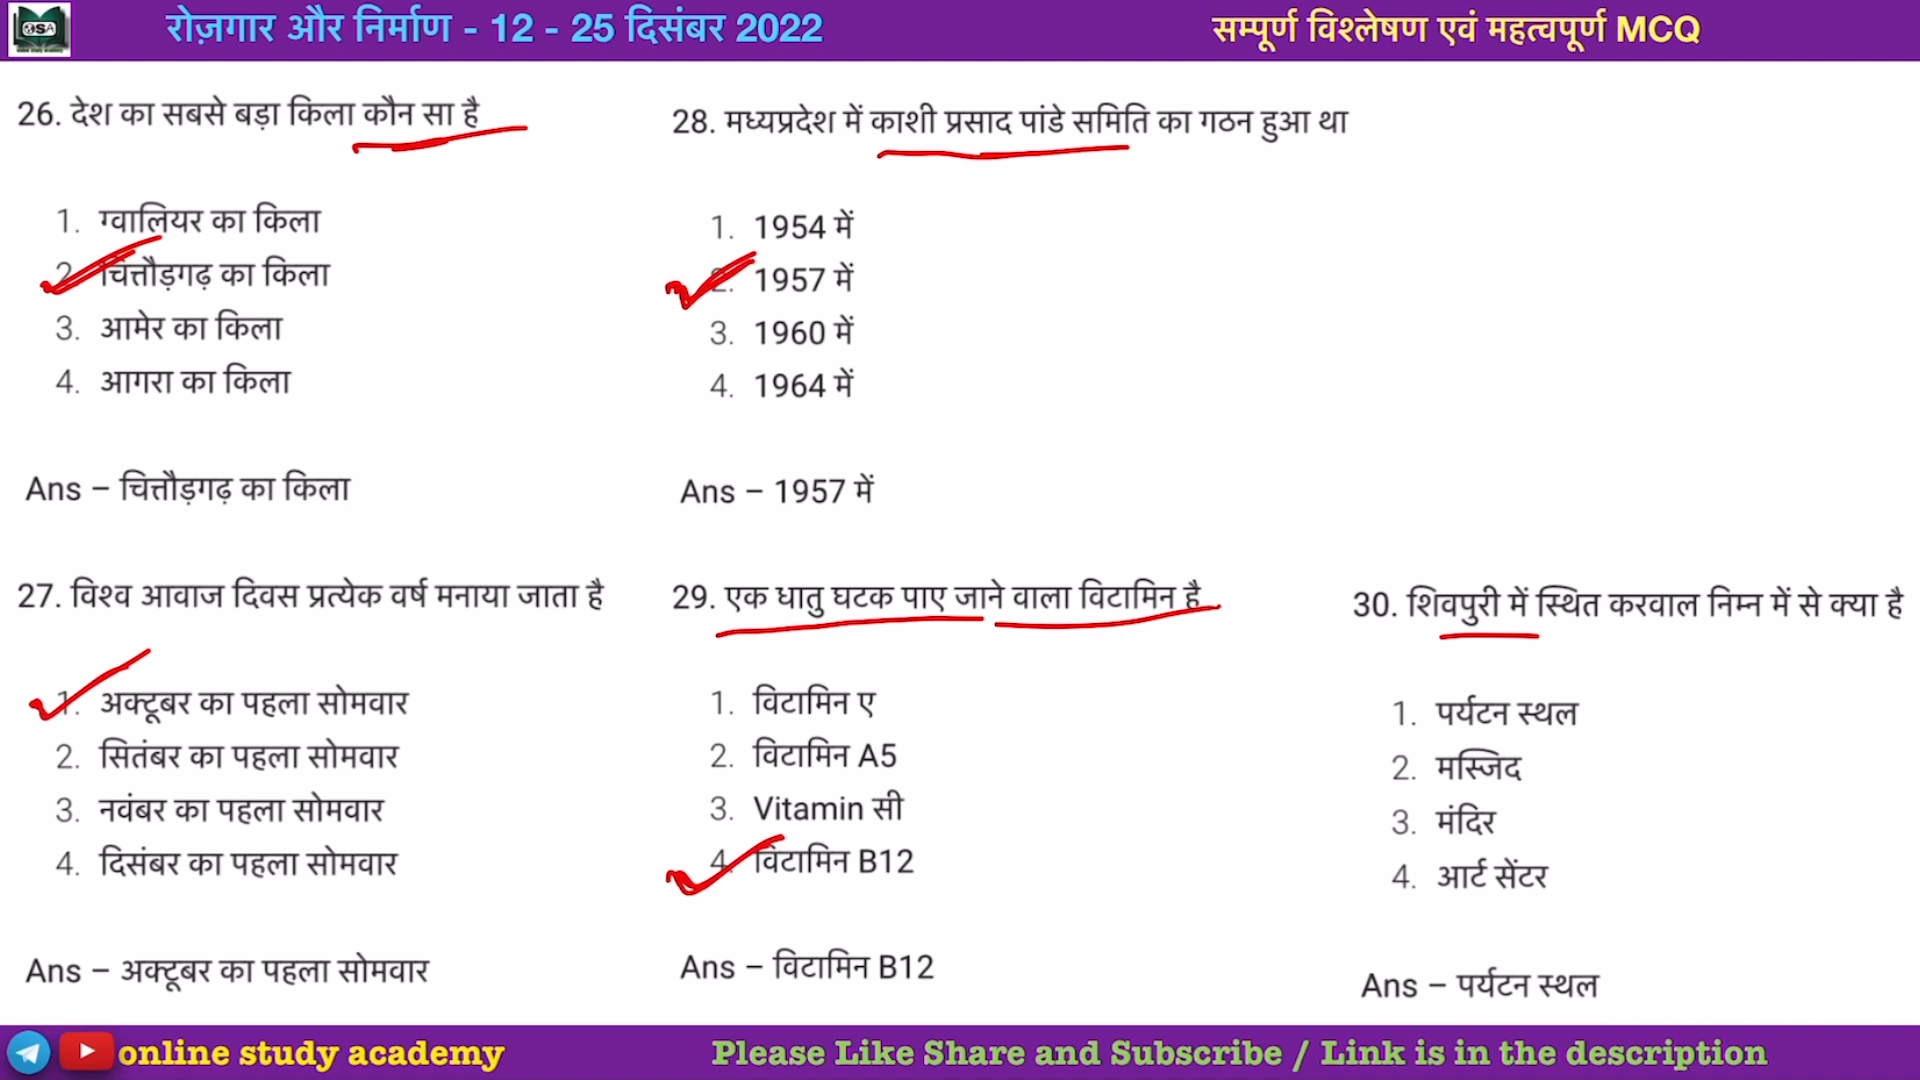 OSA
रोज़गार और निर्माण - 12 - 25 दिसंबर 2022
सम्पूर्ण विश्लेषण एवं महत्वपूर्ण MCQ
26. देश का सबसे बड़ा किला कौन सा है
1. ग्वालियर का किला
2. चित्तौड़गढ़ का किला
3. आमेर का किला
4. आगरा का किला
Ans – चित्तौड़गढ़ का किला
27. विश्व आवाज दिवस प्रत्येक वर्ष मनाया जाता है
1. अक्टूबर का पहला सोमवार
2. सितंबर का पहला सोमवार
3. नवंबर का पहला सोमवार
4. दिसंबर का पहला सोमवार
Ans – अक्टूबर का पहला सोमवार
28. मध्यप्रदेश में काशी प्रसाद पांडे समिति का गठन हुआ था
1. 1954 में
2. 1957 में
3. 1960 में
4. 1964 में
Ans – 1957 में
29. एक धातु घटक पाए जाने वाला विटामिन है
1. विटामिन ए
2. विटामिन A5
3. Vitamin सी
4. विटामिन B12
Ans – विटामिन B12
30. शिवपुरी में स्थित करवाल निम्न में से क्या है
1. पर्यटन स्थल
2. मस्जिद
3. मंदिर
4. आर्ट सेंटर
Ans – पर्यटन स्थल
online study academy
Please Like Share and Subscribe / Link is in the description